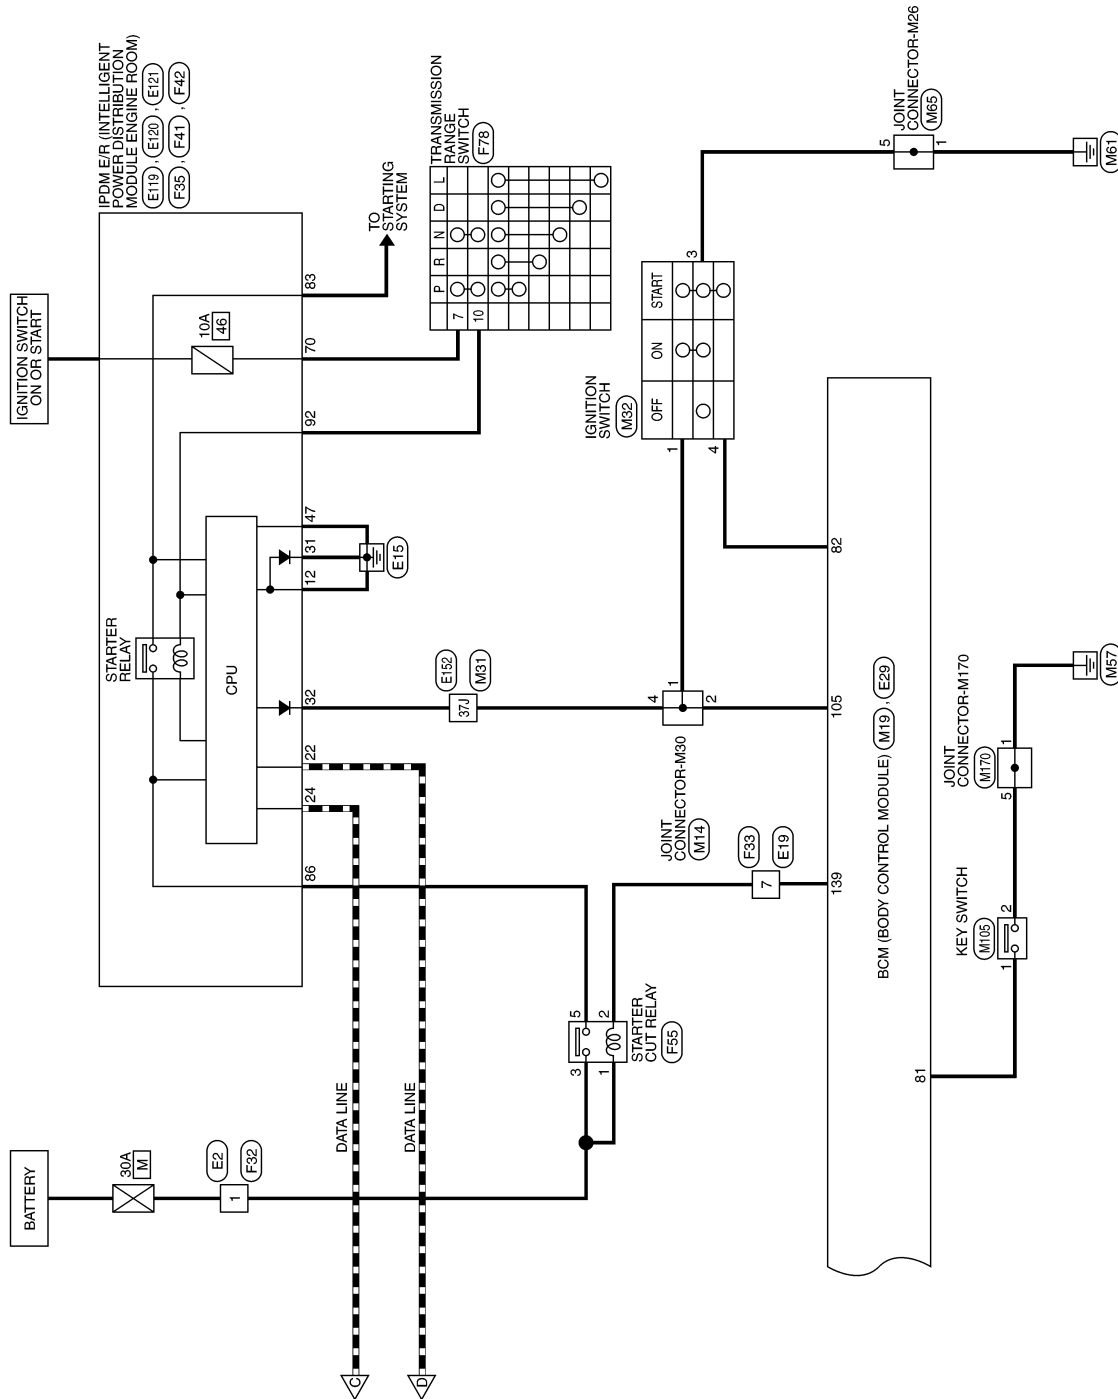 BATTERY
30A
M
1
E2
F32
C
D
DATA LINE
DATA LINE
IGNITION SWITCH
ON OR START
IPDM E/R (INTELLIGENT
POWER DISTRIBUTION
MODULE ENGINE ROOM)
E119 , E120 , E121
F35 , F41 , F42
STARTER
RELAY
CPU
10A
46
86
24
22
32
12
31
47
92
70
83
E15
TO
STARTING
SYSTEM
TRANSMISSION
RANGE
SWITCH
F78
P R N D L
7
10
37J
E152
M31
3
5
1
2
STARTER
CUT RELAY
F55
7
F33
E19
JOINT
CONNECTOR-M30
M14
4
1
2
IGNITION
SWITCH
M32
OFF ON START
1
4
3
JOINT
CONNECTOR-M26
M65
5
1
M61
81
139
105
82
BCM (BODY CONTROL MODULE) M19 , E29
KEY SWITCH
M105
1
2
JOINT
CONNECTOR-M170
M170
5
1
M57